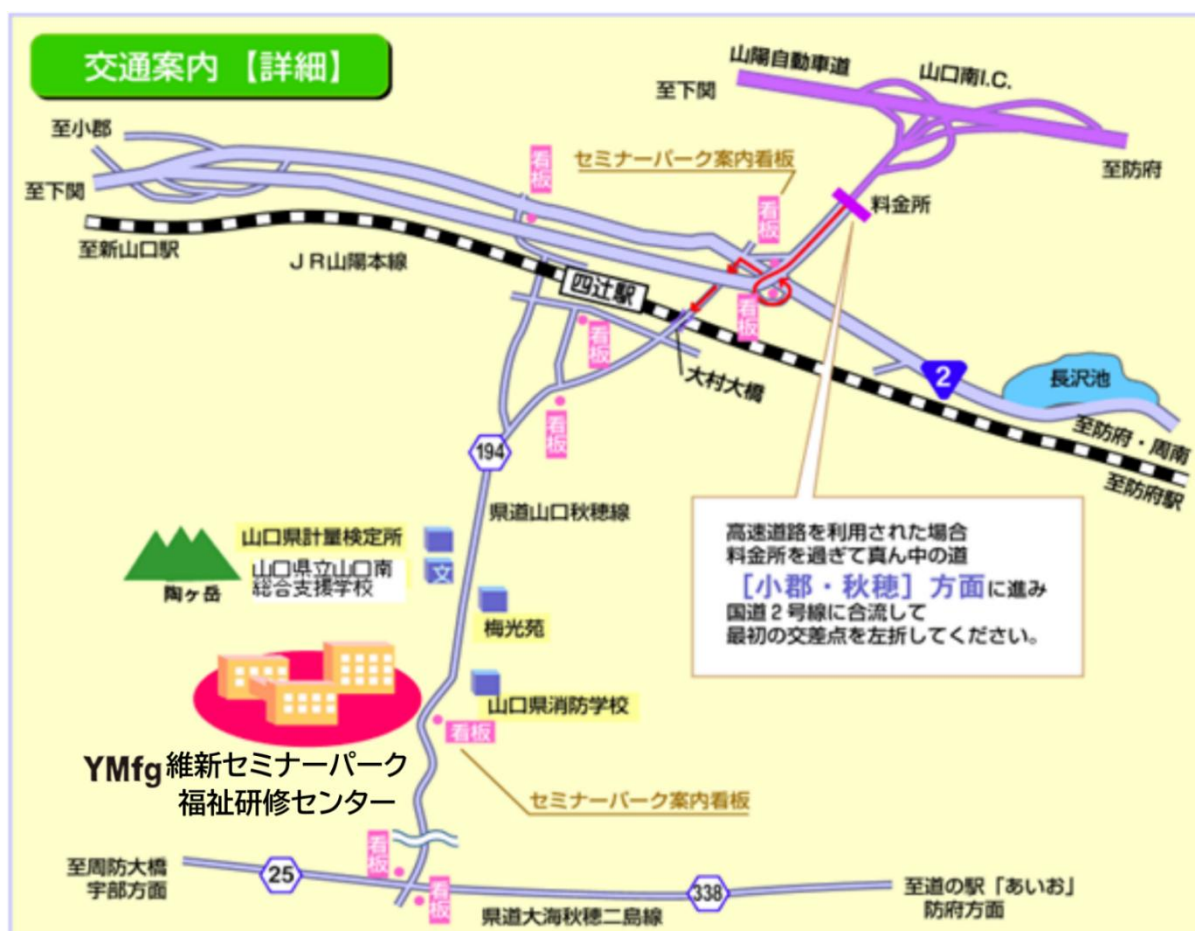 交通案内【詳細】
山陽自動車道
山口南I.C.
至下関
至防府
至小郡
至下関
看板
セミナーパーク案内看板
看板
料金所
至新山口駅
JR山陽本線
四辻駅
看板
看板
大村大橋
2
長沢池
至防府・周南
至防府駅
看板
194
県道山口秋穂線
高速道路を利用された場合
料金所を過ぎて真ん中の道
［小郡・秋穂］方面に進み
国道2号線に合流して
最初の交差点を左折してください。
山口県計量検定所
山口県立山口南
総合支援学校
文
陶ヶ岳
梅光苑
山口県消防学校
看板
YMfg維新セミナーパーク
福祉研修センター
セミナーパーク案内看板
看板
至周防大橋
宇部方面
25
看板
338
県道大海秋穂二島線
至道の駅「あいお」
防府方面